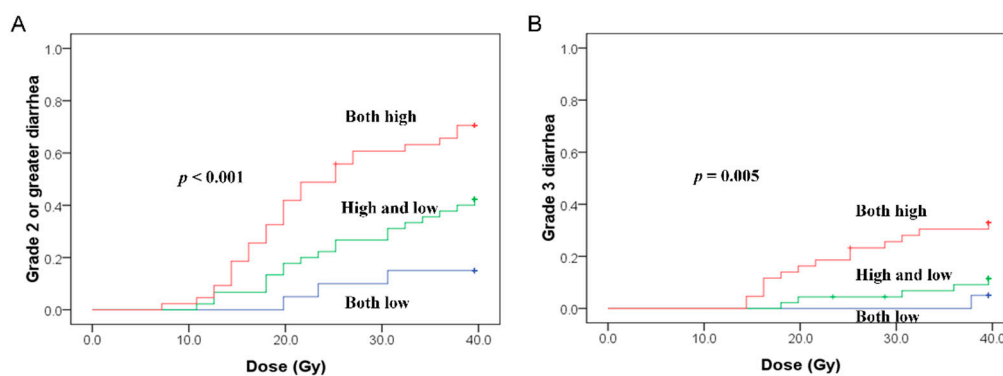 A
Grade 2 or greater diarrhea
1.0
0.8
0.6
0.4
0.2
0.0
Both high
p < 0.001
High and low
Both low
0.0 10.0 20.0 30.0 40.0
Dose (Gy)
B
Grade 3 diarrhea
1.0
0.8
0.6
0.4
0.2
0.0
p = 0.005
Both high
High and low
Both low
0.0 10.0 20.0 30.0 40.0
Dose (Gy)